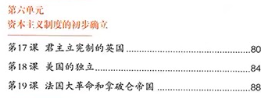 第六单元
资本主义制度的初步确立
第17课 君主立宪制的英国 80
第18课 美国的独立 84
第19课 法国大革命和拿破仑帝国 88